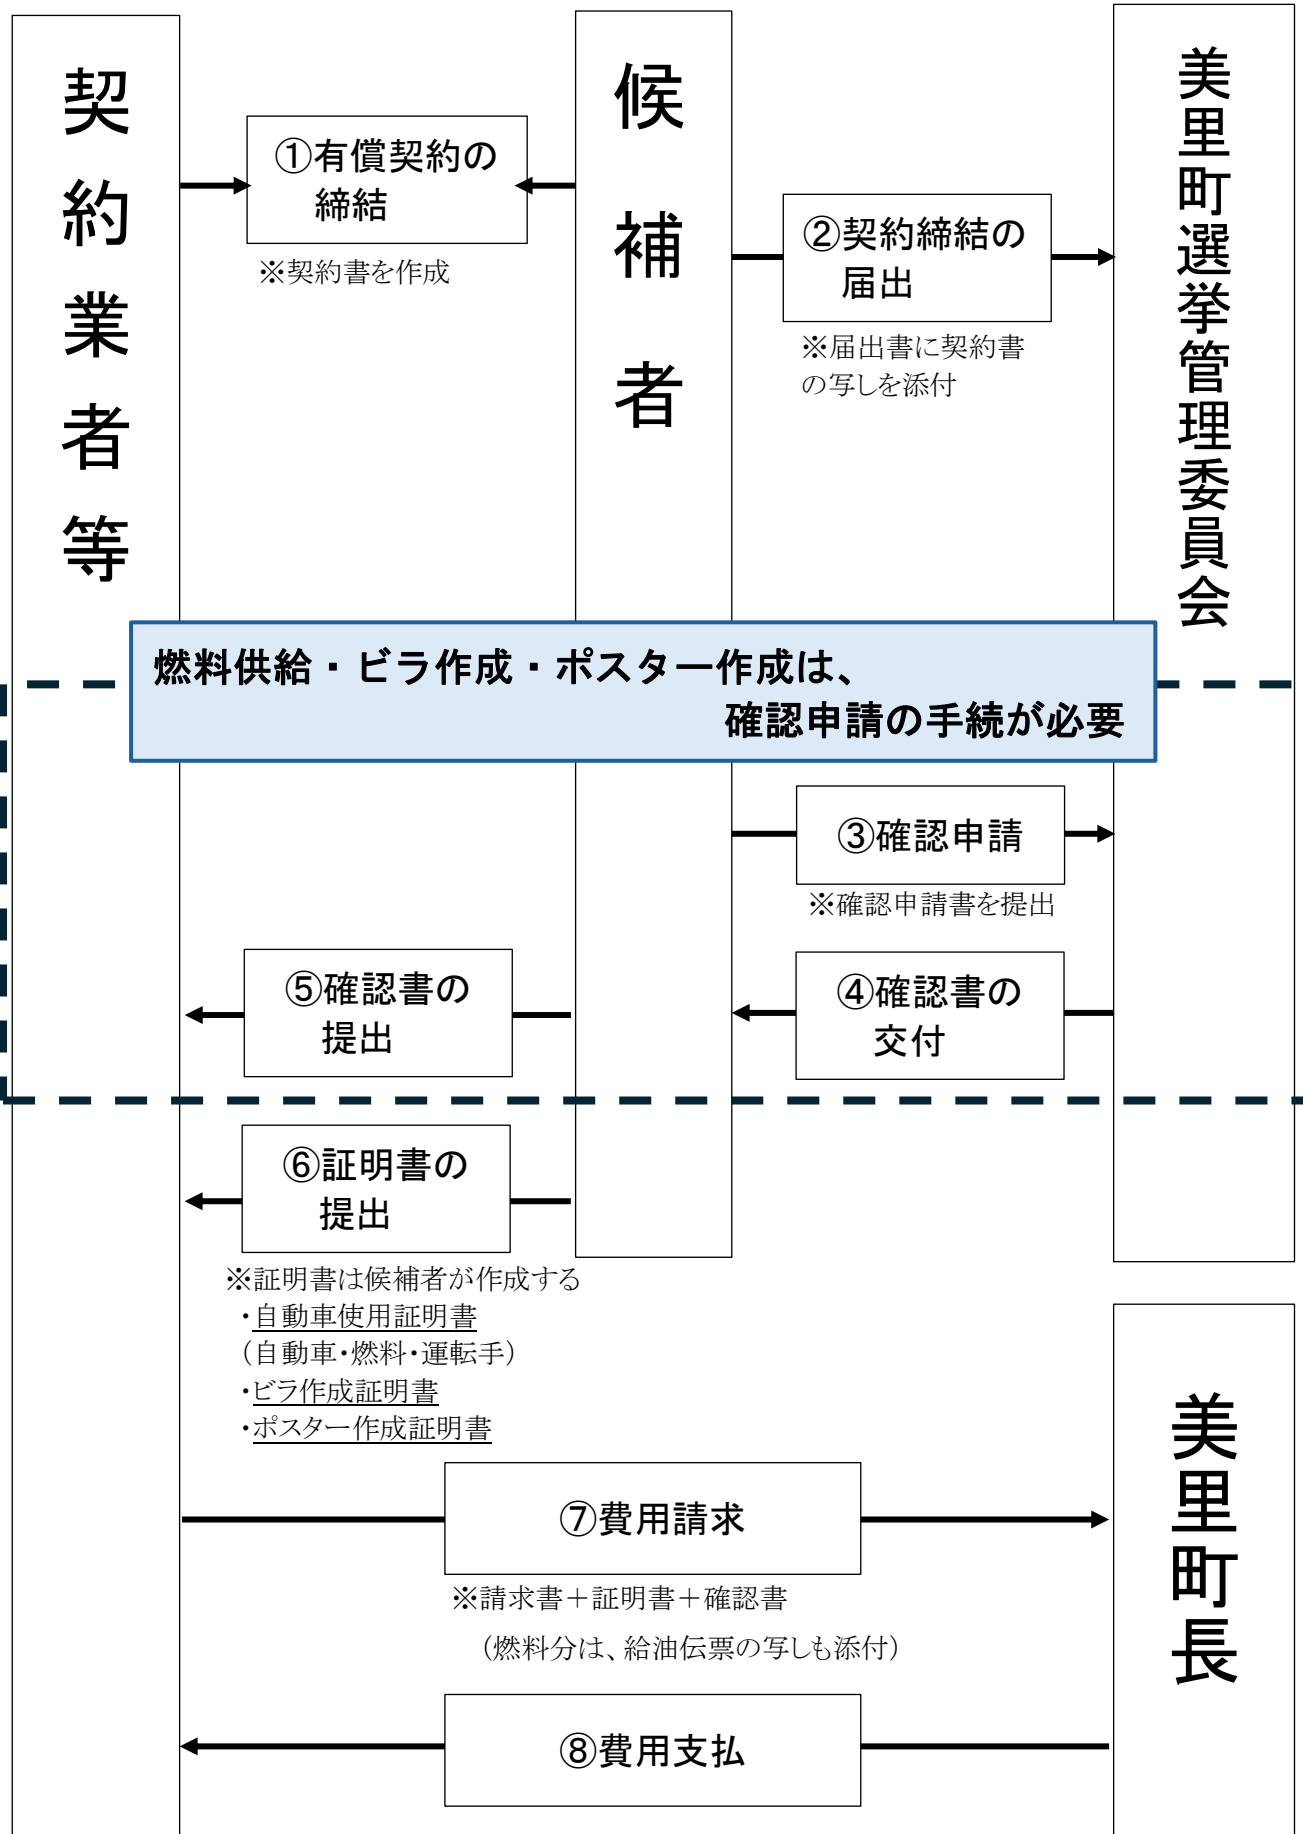 契約業者等
候補者
美里町選挙管理委員会
①有償契約の
締結
※契約書を作成
②契約締結の
届出
※届出書に契約書
の写しを添付
燃料供給・ビラ作成・ポスター作成は、
確認申請の手続が必要
③確認申請
※確認申請書を提出
④確認書の
交付
⑤確認書の
提出
⑥証明書の
提出
※証明書は候補者が作成する
・自動車使用証明書
（自動車・燃料・運転手）
・ビラ作成証明書
・ポスター作成証明書
美里町長
⑦費用請求
※請求書＋証明書＋確認書
（燃料分は、給油伝票の写しも添付）
⑧費用支払